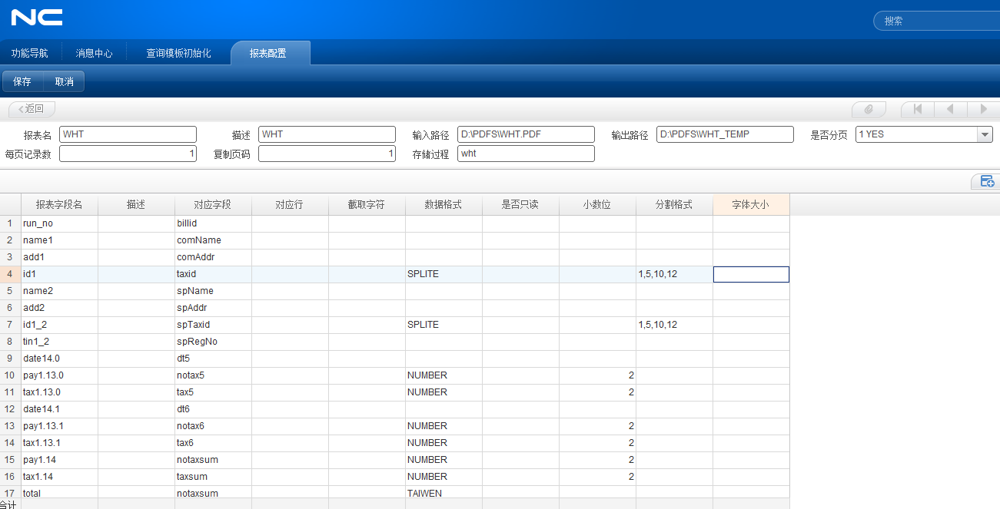 NC
搜索
功能导航 消息中心 查询模板初始化 报表配置
保存 取消
返回
报表名 WHT 描述 WHT 输入路径 D:\PDFS\WHT.PDF 输出路径 D:\PDFS\WHT_TEMP 是否分页 1 YES
每页记录数 1 复制页码 1 存储过程 wht
报表字段名 描述 对应字段 对应行 截取字符 数据格式 是否只读 小数位 分割格式 字体大小
1 run_no billid
2 name1 comName
3 add1 comAddr
4 id1 taxid SPLITE 1,5,10,12
5 name2 spName
6 add2 spAddr
7 id1_2 spTaxid SPLITE 1,5,10,12
8 tin1_2 spRegNo
9 date14.0 dt5
10 pay1.13.0 notax5 NUMBER 2
11 tax1.13.0 tax5 NUMBER 2
12 date14.1 dt6
13 pay1.13.1 notax6 NUMBER 2
14 tax1.13.1 tax6 NUMBER 2
15 pay1.14 notaxsum NUMBER 2
16 tax1.14 taxsum NUMBER 2
17 total notaxsum TAIWEN
合计